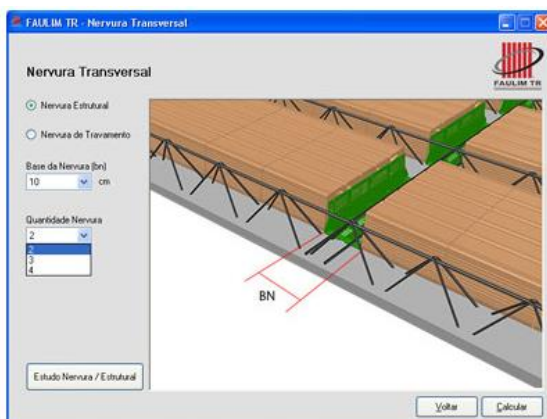 FAULIM TR - Nervura Transversal
FAULIM TR
Nervura Transversal
Nervura Estrutural
Nervura de Travamento
Base da Nervura (bn)
10 cm
Quantidade Nervura
2
2
3
4
BN
Estudo Nervura / Estrutural
Voltar Calcular